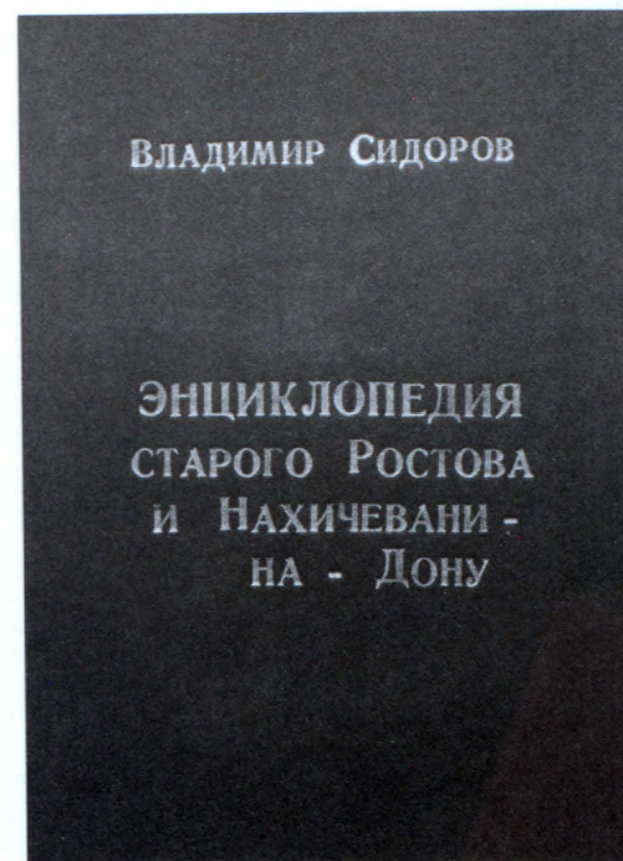 Владимир Сидоров
ЭНЦИКЛОПЕДИЯ
СТАРОГО РОСТОВА
И НАХИЧЕВАНИ -
НА - ДОНУ